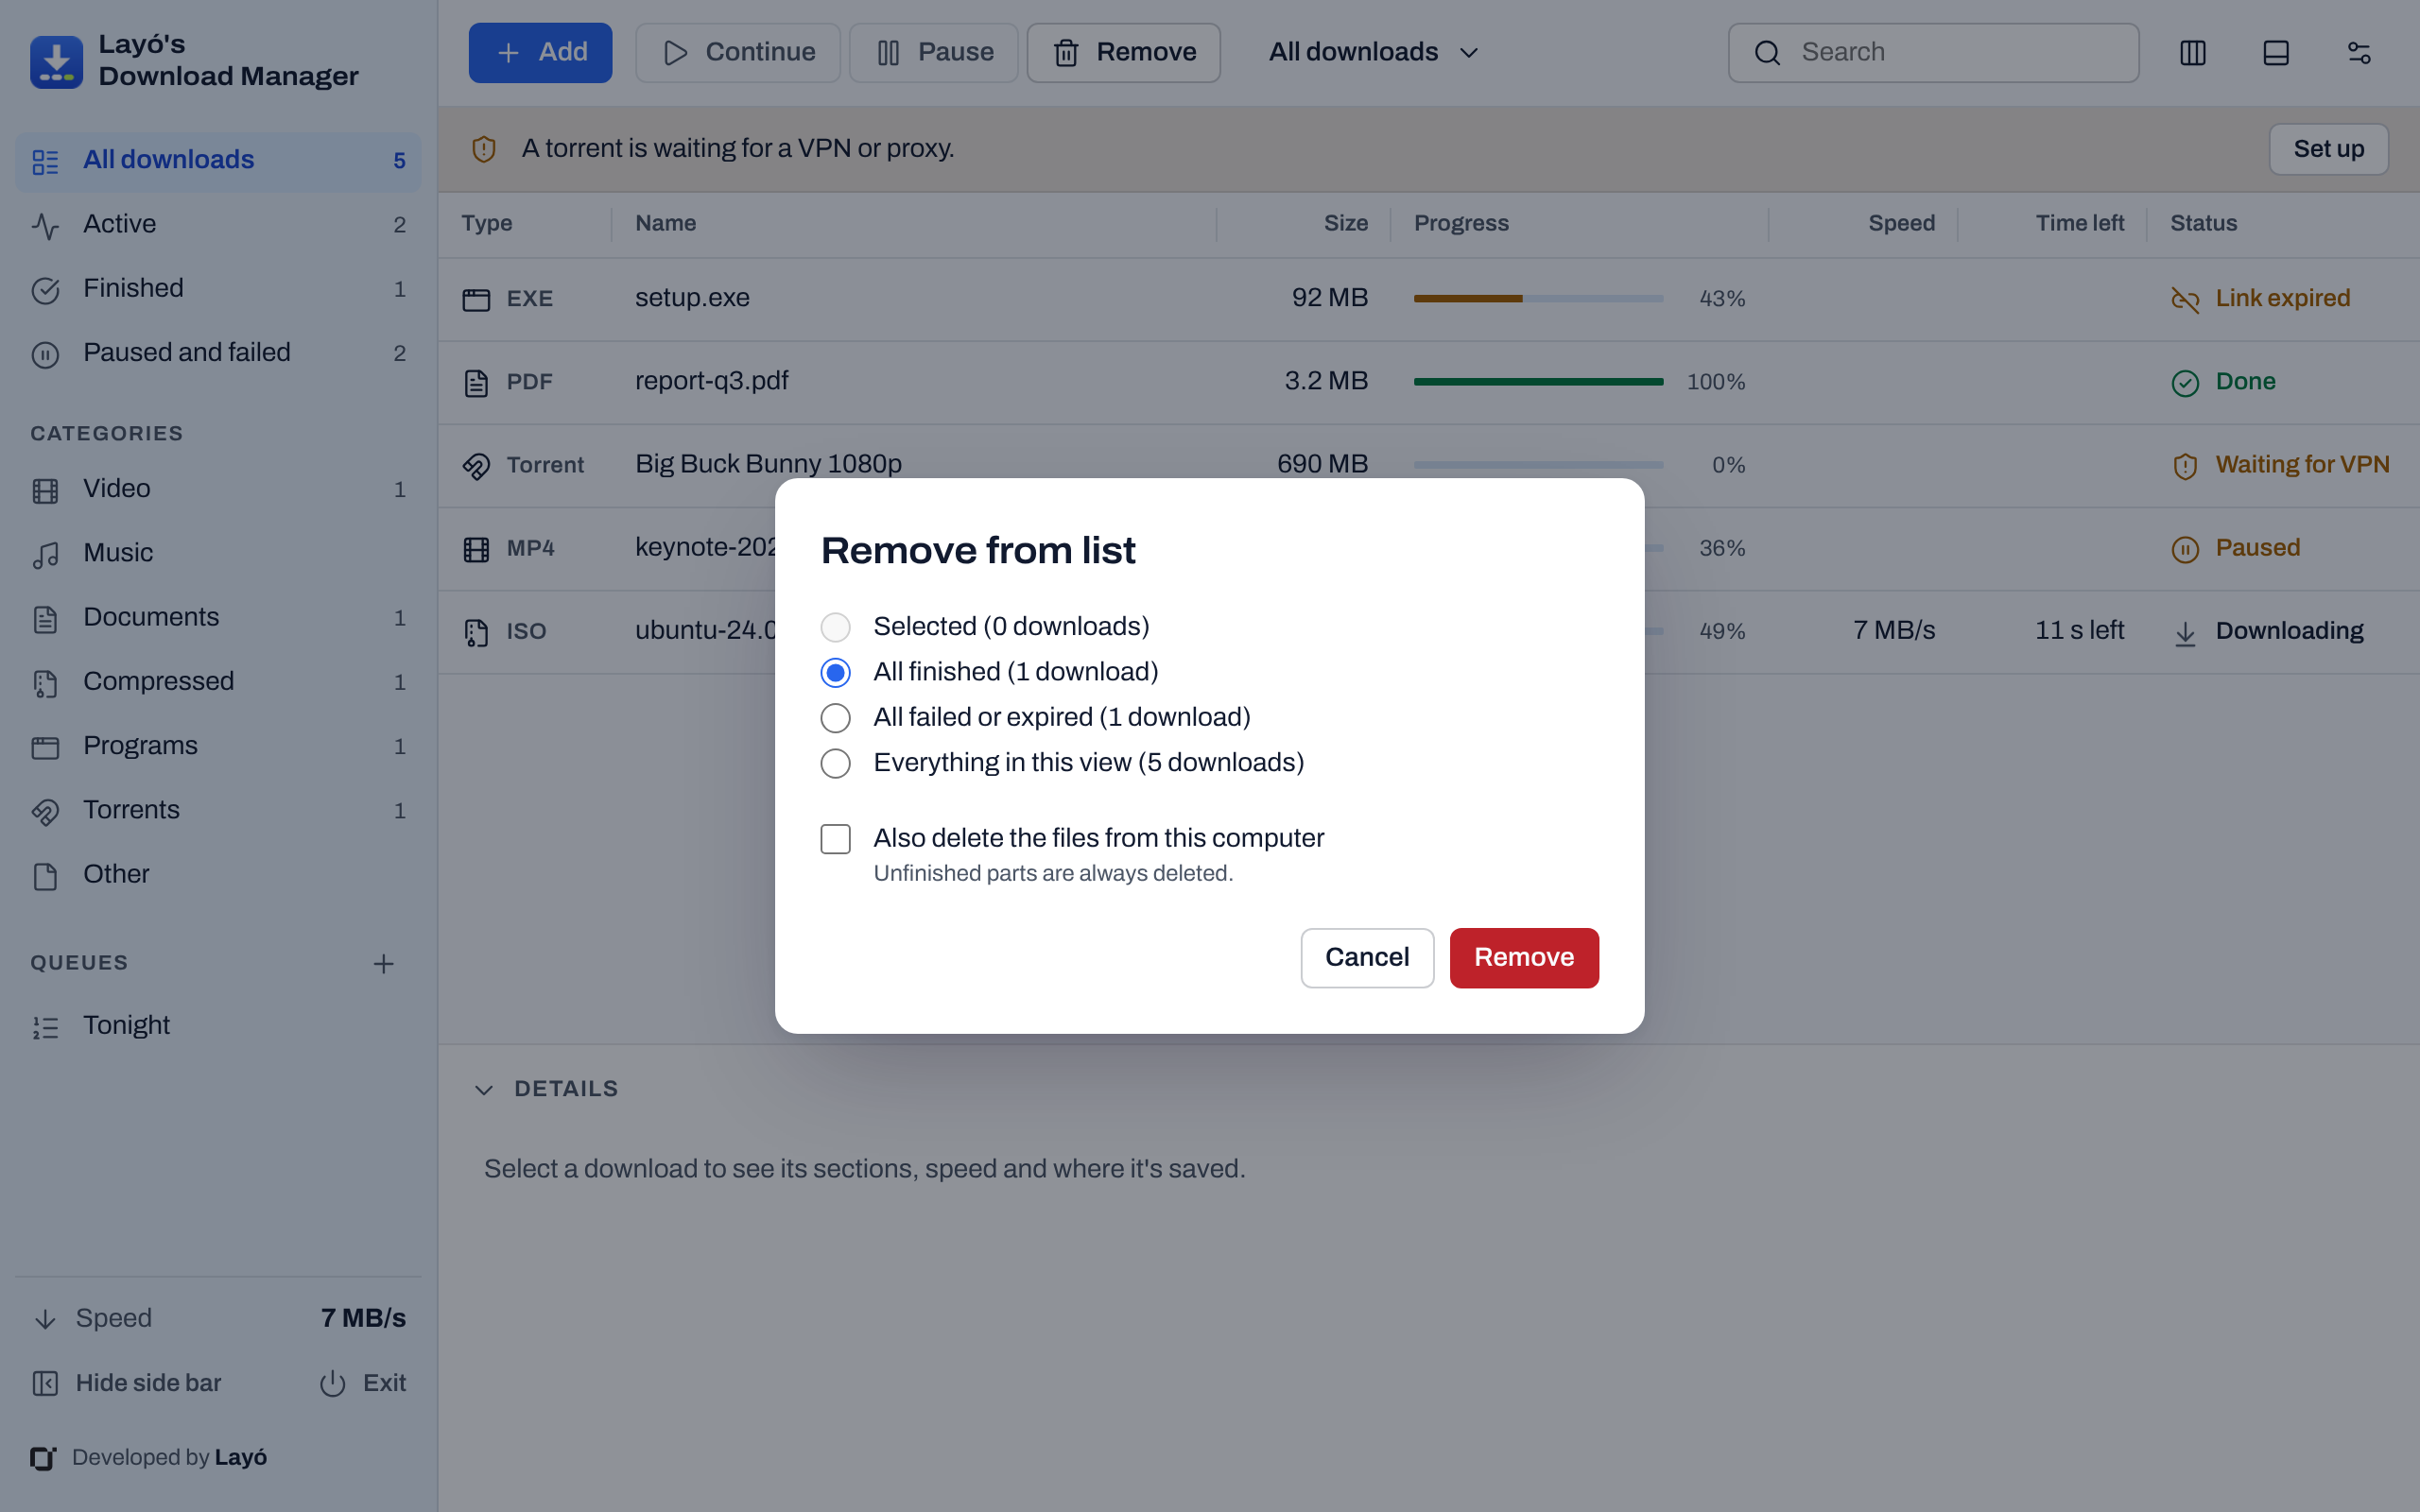 Layó's
Download Manager
Add
Continue
Pause
Remove
All downloads
Search
All downloads 5
Active 2
Finished 1
Paused and failed 2
CATEGORIES
Video 1
Music
Documents 1
Compressed 1
Programs 1
Torrents 1
Other
QUEUES
Tonight
Speed 7 MB/s
Hide side bar
Exit
Developed by Layó
A torrent is waiting for a VPN or proxy.
Set up
Type Name Size Progress Speed Time left Status
EXE setup.exe 92 MB 43% Link expired
PDF report-q3.pdf 3.2 MB 100% Done
Torrent Big Buck Bunny 1080p 690 MB 0% Waiting for VPN
MP4 keynote-202 36% Paused
ISO ubuntu-24.0 49% 7 MB/s 11 s left Downloading
Remove from list
Selected (0 downloads)
All finished (1 download)
All failed or expired (1 download)
Everything in this view (5 downloads)
Also delete the files from this computer
Unfinished parts are always deleted.
Cancel
Remove
DETAILS
Select a download to see its sections, speed and where it's saved.